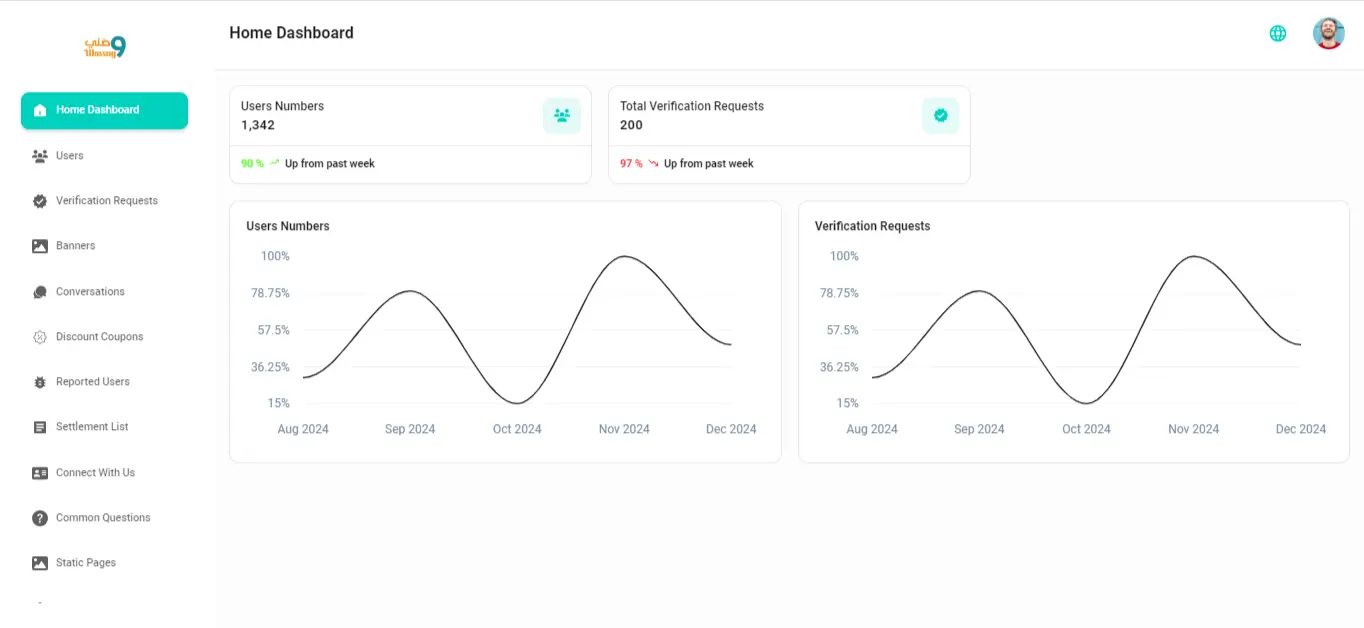 وصلني
Wassny
Home Dashboard
Home Dashboard
Users
Verification Requests
Banners
Conversations
Discount Coupons
Reported Users
Settlement List
Connect With Us
Common Questions
Static Pages
Users Numbers
1,342
90 % Up from past week
Total Verification Requests
200
97 % Up from past week
Users Numbers
100%
78.75%
57.5%
36.25%
15%
Aug 2024 Sep 2024 Oct 2024 Nov 2024 Dec 2024
Verification Requests
100%
78.75%
57.5%
36.25%
15%
Aug 2024 Sep 2024 Oct 2024 Nov 2024 Dec 2024